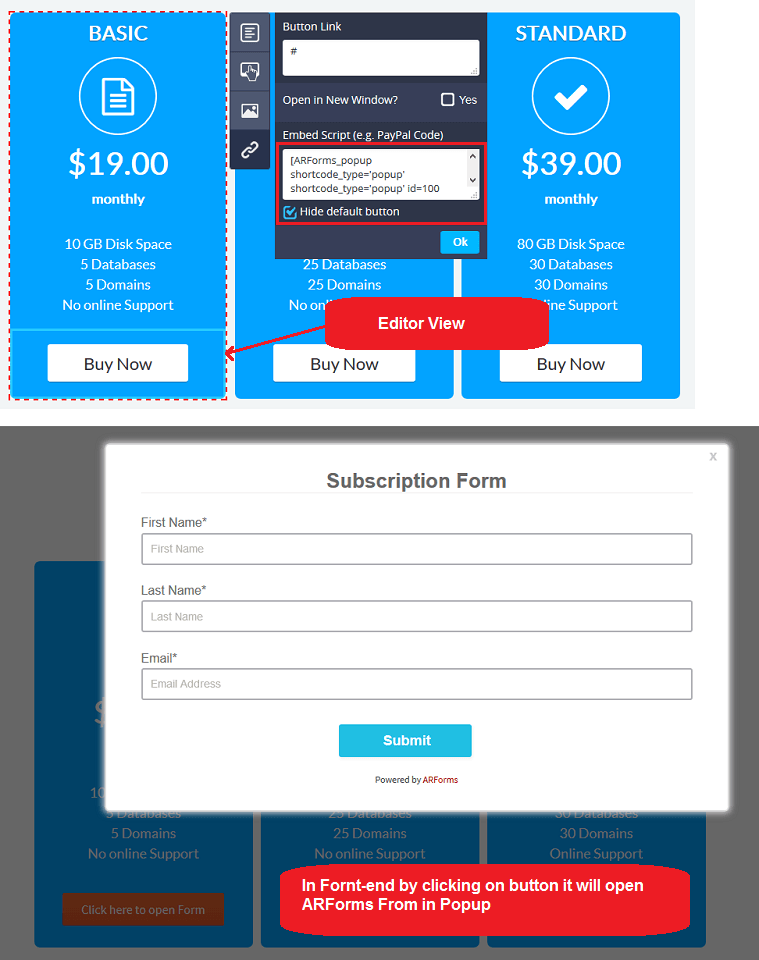 BASIC
$19.00
monthly
10 GB Disk Space
5 Databases
5 Domains
No online Support
Buy Now
Button Link
#
Open in New Window?
Yes
Embed Script (e.g. PayPal Code)
[ARForms_popup
shortcode_type='popup'
shortcode_type='popup' id=100
Hide default button
Ok
25 Databases
25 Domains
Buy Now
STANDARD
$39.00
monthly
80 GB Disk Space
30 Databases
30 Domains
Online Support
Buy Now
Editor View
x
Subscription Form
First Name*
First Name
Last Name*
Last Name
Email*
Email Address
Submit
Powered by ARForms
$
10
5 Databases
5 Domains
No online Support
Click here to open Form
25 Databases
25 Domains
No online Support
30 Databases
30 Domains
Online Support
In Fornt-end by clicking on button it will open
ARForms From in Popup